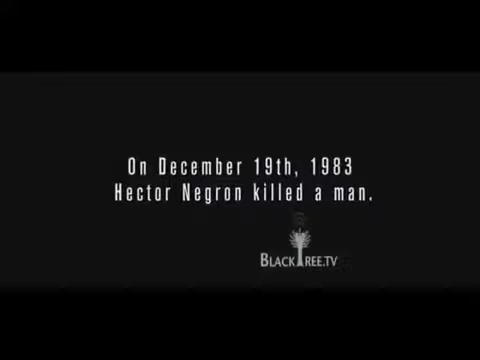 On December 19th, 1983
Hector Negron killed a man.
BLACKTREE.TV